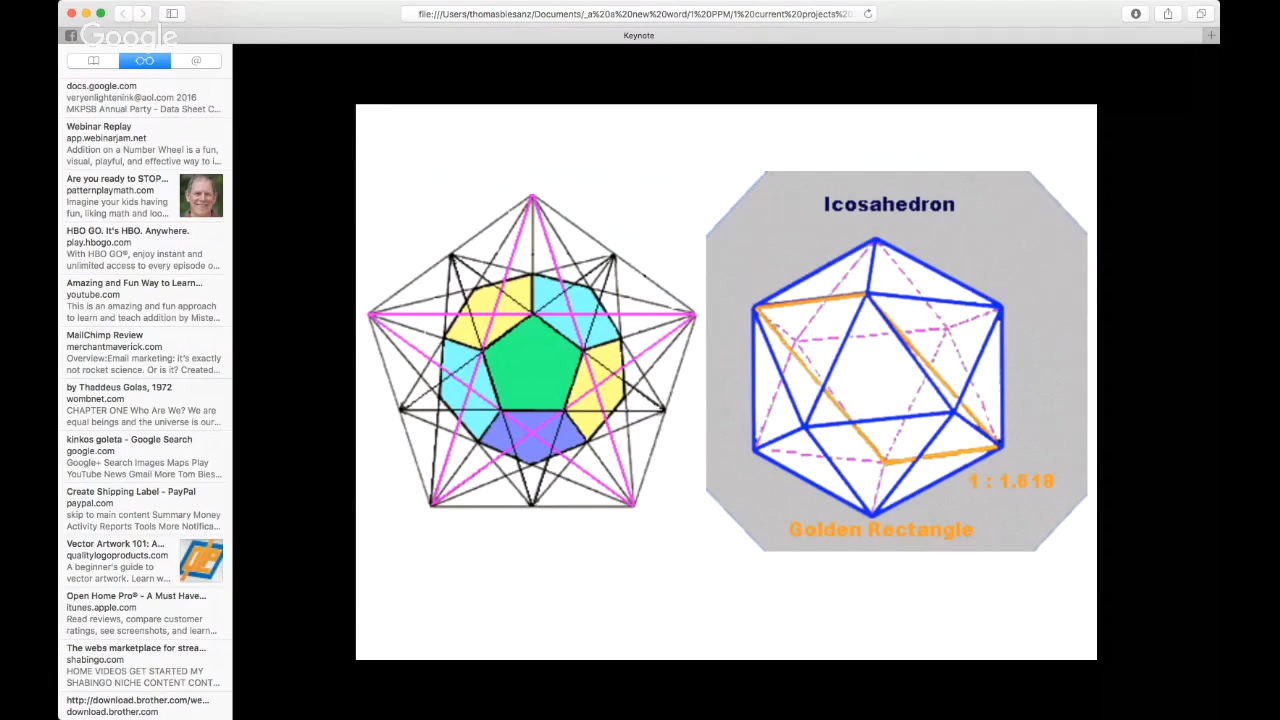 file:///Users/thomasbiesanz/Documents/_a%20a%20new%20word/1%20PPM/1%20current%20projects%20...
Google
Keynote
docs.google.com
veryenlightenink@aol.com 2016
MKPSB Annual Party - Data Sheet C...
Webinar Replay
app.webinarjam.net
Addition on a Number Wheel is a fun,
visual, playful, and effective way to i...
Are you ready to STOP...
patternplaymath.com
Imagine your kids having
fun, liking math and loo...
HBO GO. It's HBO. Anywhere.
play.hbogo.com
With HBO GO®, enjoy instant and
unlimited access to every episode o...
Amazing and Fun Way to Learn...
youtube.com
This is an amazing and fun approach
to learn and teach addition by Miste...
MailChimp Review
merchantmaverick.com
Overview:Email marketing: it's exactly
not rocket science. Or is it? Created...
by Thaddeus Golas, 1972
wombnet.com
CHAPTER ONE Who Are We? We are
equal beings and the universe is our...
kinkos goleta - Google Search
google.com
Google+ Search Images Maps Play
YouTube News Gmail More Tom Bles...
Create Shipping Label - PayPal
paypal.com
skip to main content Summary Money
Activity Reports Tools More Notifica...
Vector Artwork 101: A...
qualitylogoproducts.com
A beginner's guide to
vector artwork. Learn w...
Open Home Pro® - A Must Have...
itunes.apple.com
Read reviews, compare customer
ratings, see screenshots, and learn...
The webs marketplace for strea...
shabingo.com
HOME VIDEOS GET STARTED MY
SHABINGO NICHE CONTENT CONT...
http://download.brother.com/we...
download.brother.com
Icosahedron
1 : 1.618
Golden Rectangle